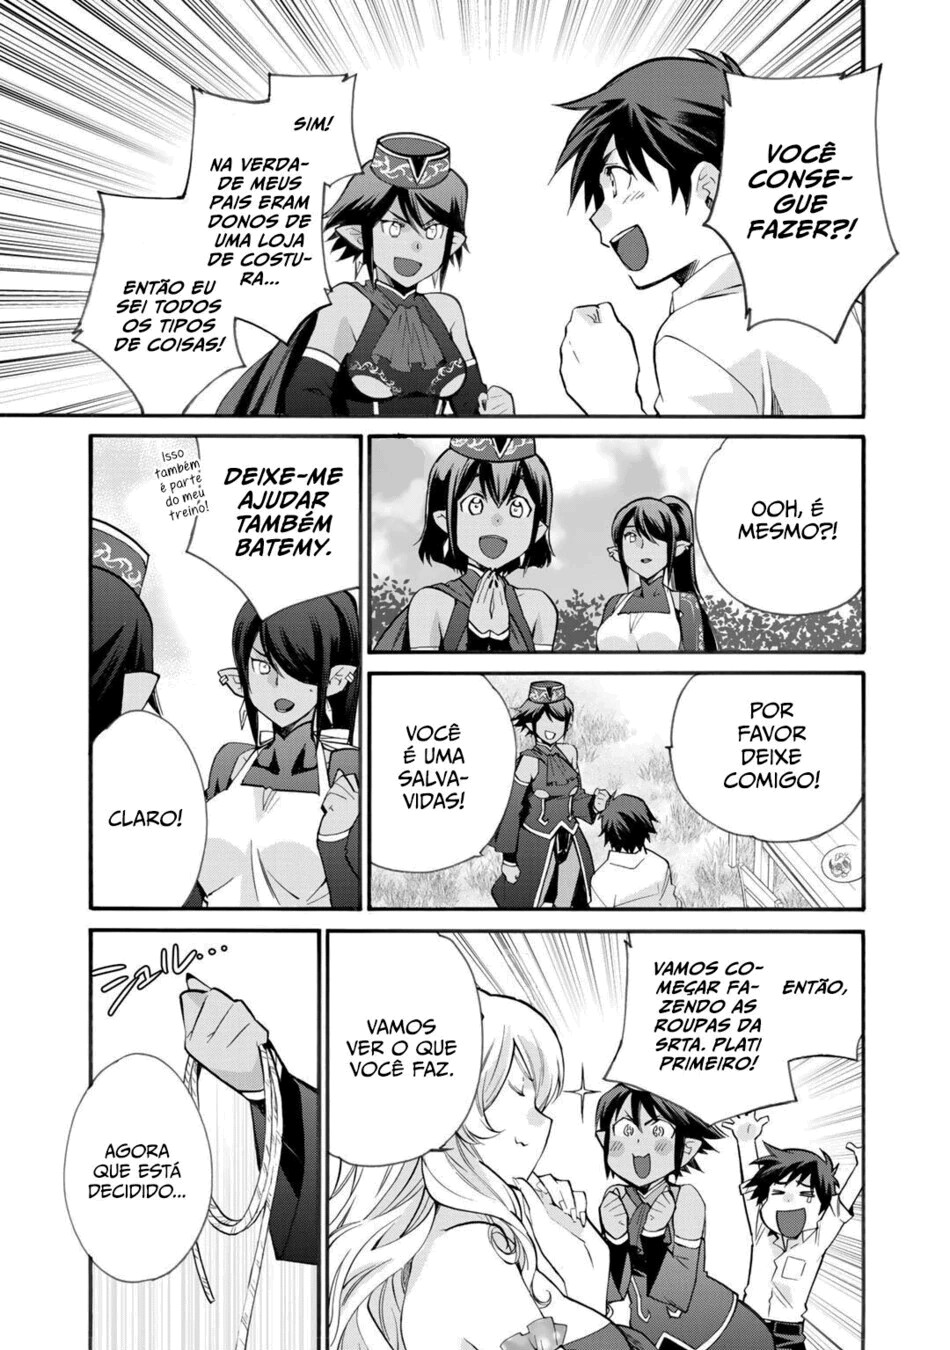 VOCÊ
CONSE-
GUE
FAZER?!
SIM!
NA VERDA-
DE MEUS
PAIS ERAM
DONOS DE
UMA LOJA
DE COSTU-
RA...
ENTÃO EU
SEI TODOS
OS TIPOS
DE COISAS!
OOH, É
MESMO?!
POR
FAVOR
DEIXE
COMIGO!
VOCÊ
É UMA
SALVA-
VIDAS!
DEIXE-ME
AJUDAR
TAMBÉM
BATEMY.
Isso
também
é parte
do meu
treino!
CLARO!
ENTÃO,
VAMOS CO-
MEÇAR FA-
ZENDO AS
ROUPAS DA
SRTA. PLATI
PRIMEIRO!
VAMOS
VER O QUE
VOCÊ FAZ.
シュル...
AGORA
QUE ESTÁ
DECIDIDO...